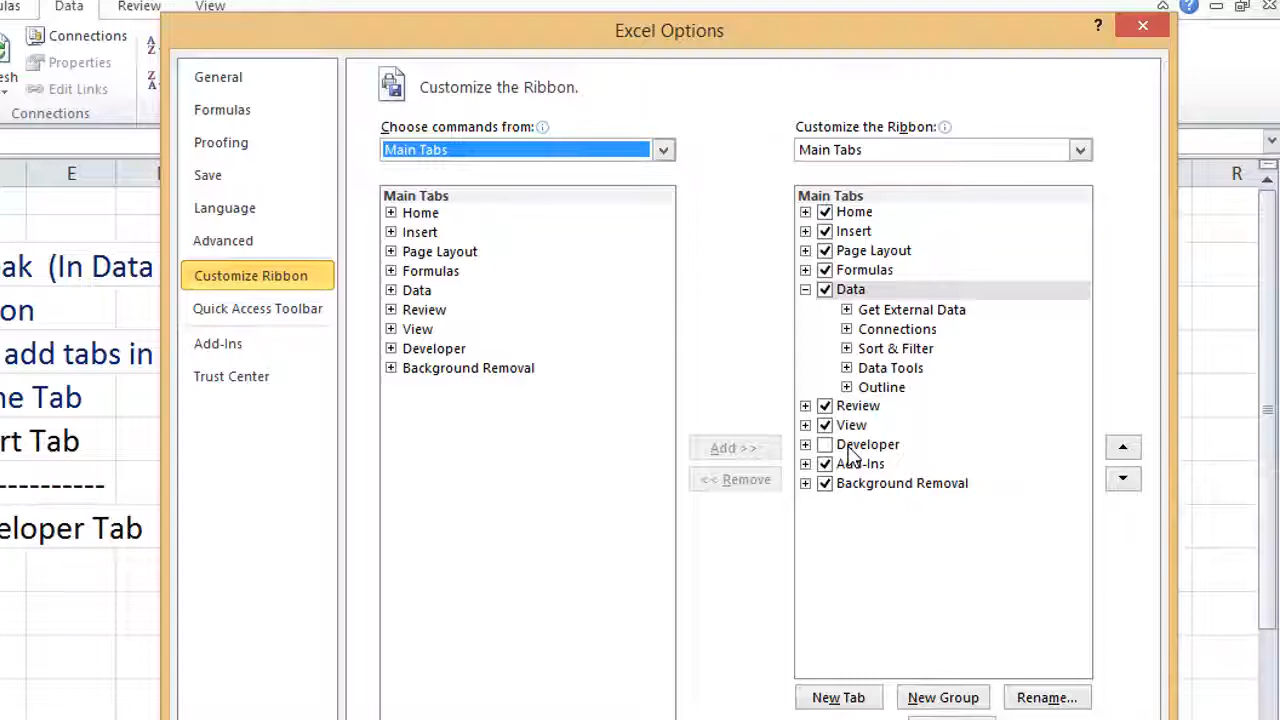 ulas Data Review View
Excel Options
?
Connections
A
Z
Properties
esh
Edit Links
Z
A
Connections
General
Formulas
Proofing
Save
Language
Advanced
Customize Ribbon
Quick Access Toolbar
Add-Ins
Trust Center
Customize the Ribbon.
Choose commands from:
Main Tabs
Main Tabs
Home
Insert
Page Layout
Formulas
Data
Review
View
Developer
Background Removal
Add >>
<< Remove
Customize the Ribbon:
Main Tabs
Main Tabs
Home
Insert
Page Layout
Formulas
Data
Get External Data
Connections
Sort & Filter
Data Tools
Outline
Review
View
Developer
Add-Ins
Background Removal
New Tab New Group Rename...
E
R
eak (In Data
on
add tabs in
ne Tab
rt Tab
----------
eloper Tab